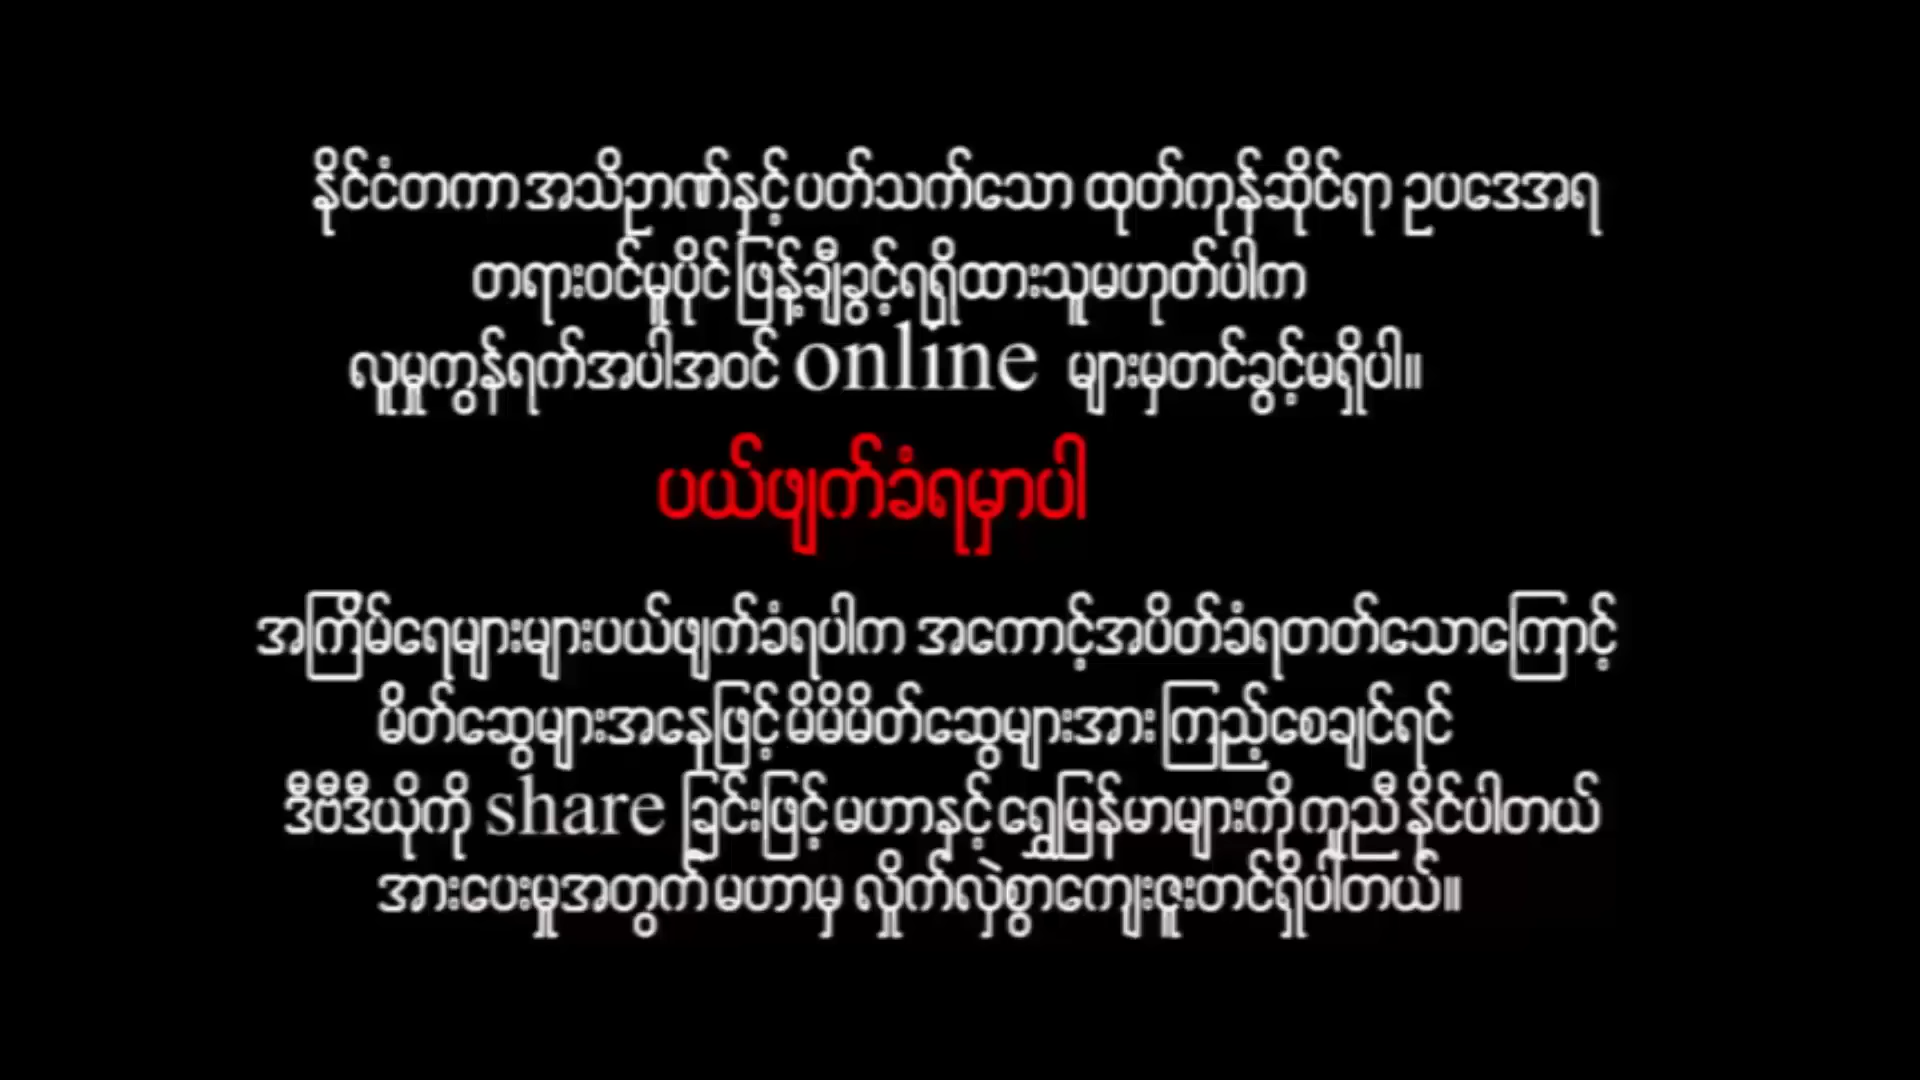 နိုင်ငံတကာ အသိဉာဏ်နှင့် ပတ်သက်သော ထုတ်ကုန်ဆိုင်ရာ ဥပဒေအရ
တရားဝင်မူပိုင် ဖြန့်ချီခွင့်ရရှိထားသူမဟုတ်ပါက
လူမှုကွန်ရက်အပါအဝင် online များမှတင်ခွင့်မရှိပါ။
ပယ်ဖျက်ခံရမှာပါ
အကြိမ်ရေများများပယ်ဖျက်ခံရပါက အကောင့်အပိတ်ခံရတတ်သောကြောင့်
မိတ်ဆွေများအနေဖြင့် မိမိမိတ်ဆွေများအား ကြည့်စေချင်ရင်
ဒီဗီဒီယိုကို share ခြင်းဖြင့် မဟာနှင့် ရွှေမြန်မာများကို ကူညီ နိုင်ပါတယ်
အားပေးမှုအတွက် မဟာမှ လှိုက်လှဲစွာကျေးဇူးတင်ရှိပါတယ်။